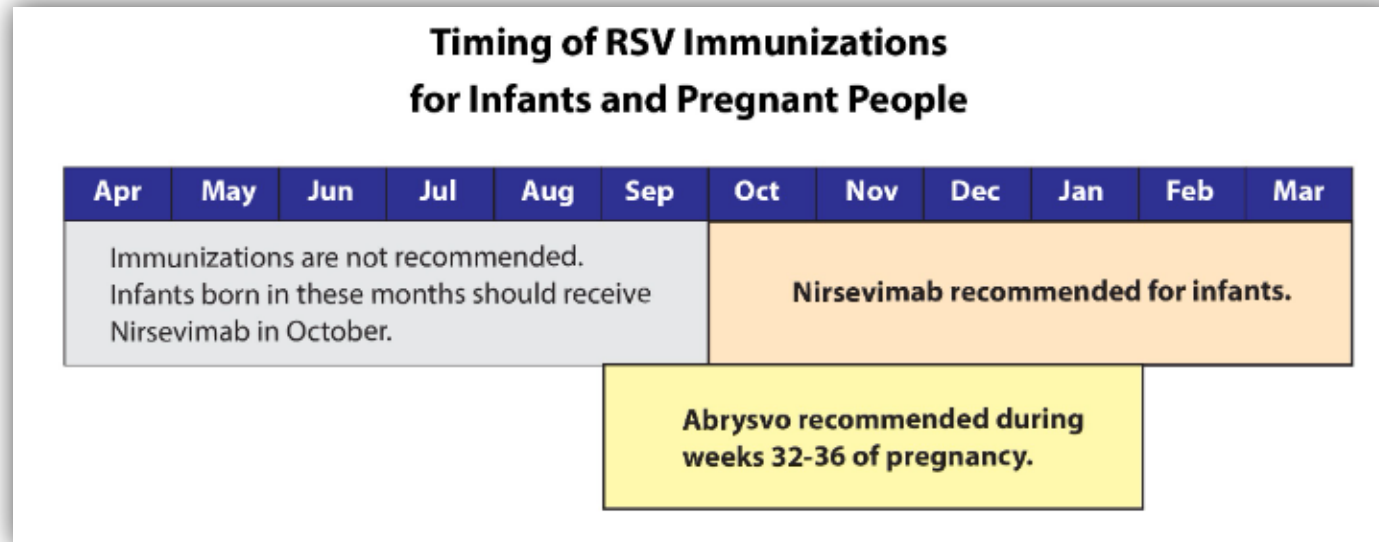 Timing of RSV Immunizations
for Infants and Pregnant People
Apr May Jun Jul Aug Sep Oct Nov Dec Jan Feb Mar
Immunizations are not recommended.
Infants born in these months should receive
Nirsevimab in October.
Nirsevimab recommended for infants.
Abrysvo recommended during
weeks 32-36 of pregnancy.